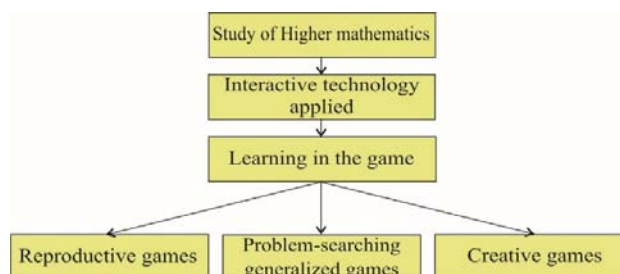 Study of Higher mathematics
Interactive technology
applied
Learning in the game
Reproductive games
Problem-searching
generalized games
Creative games